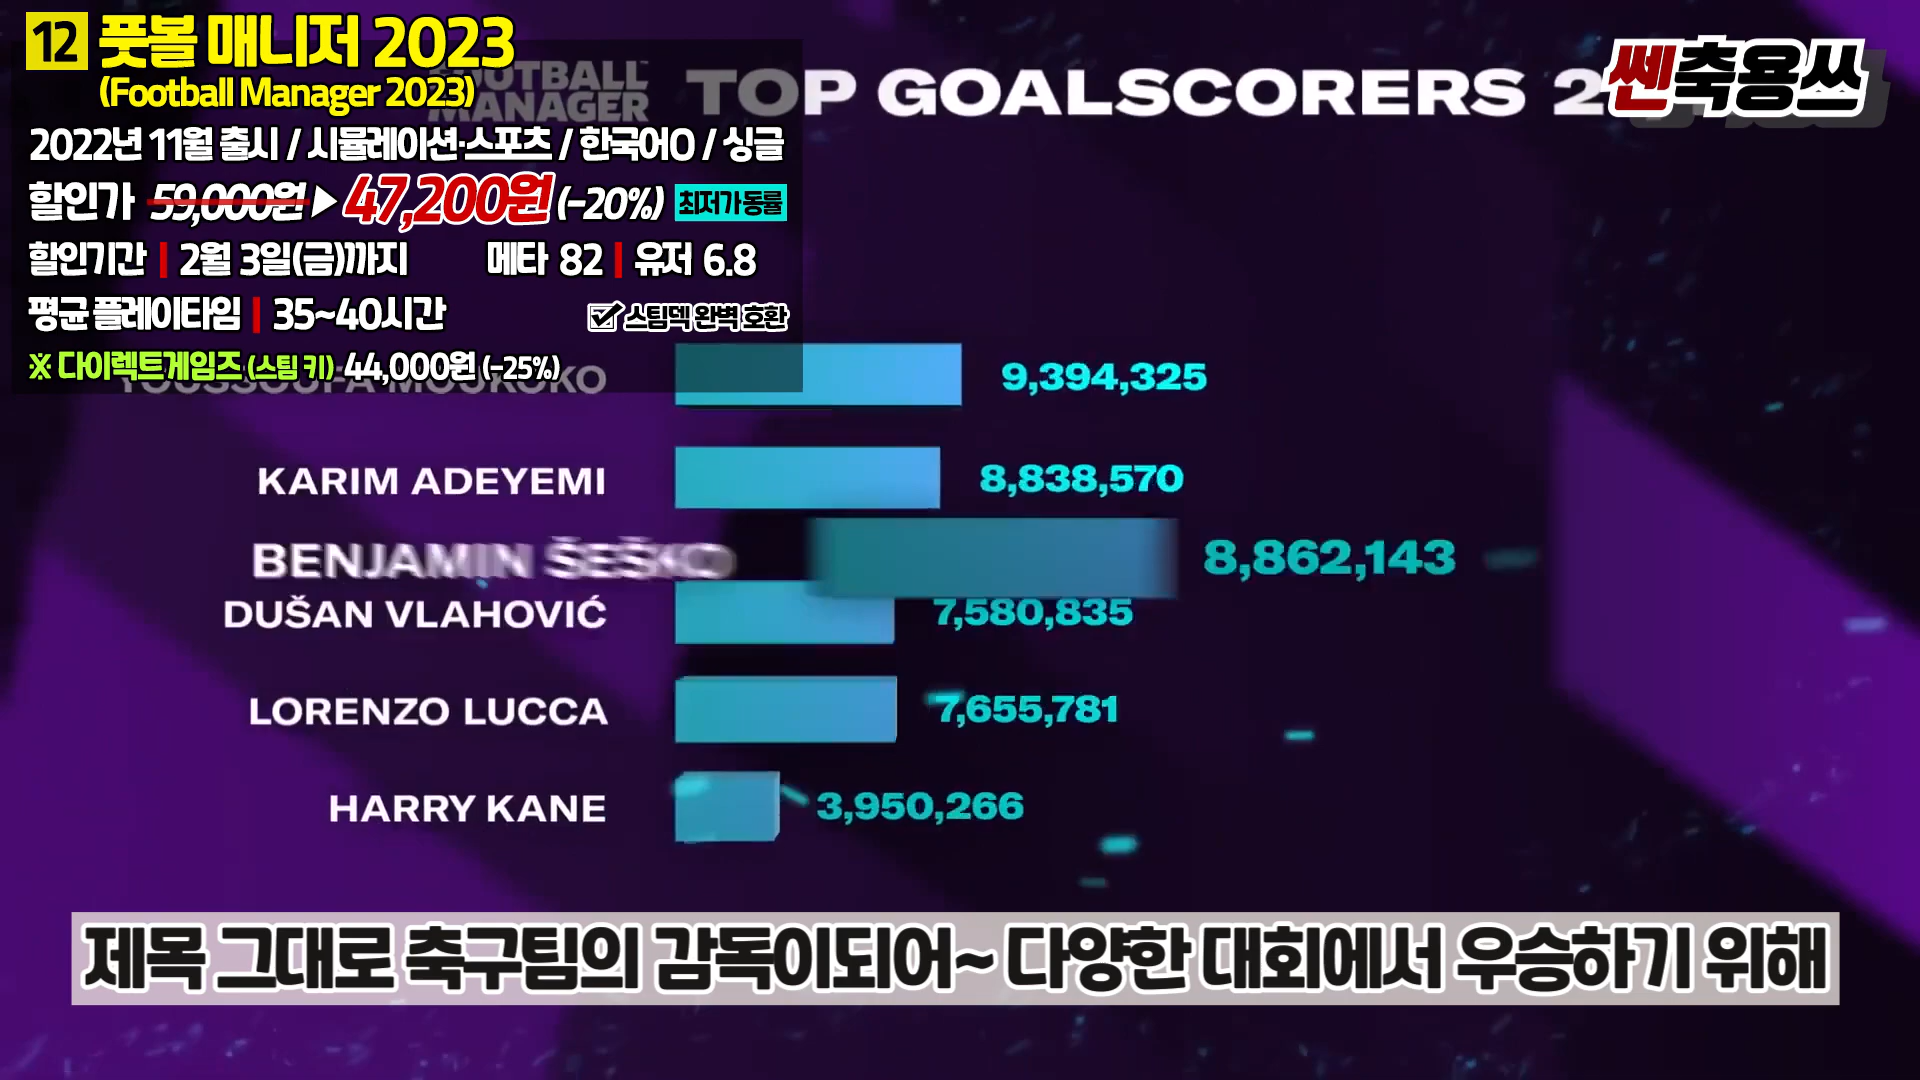 12 풋볼 매니저 2023
(Football Manager 2023)
FOOTBALL MANAGER
TOP GOALSCORERS
쎈축용쓰
2022년 11월 출시 / 시뮬레이션·스포츠 / 한국어O / 싱글
할인가 59,000원 ▶ 47,200원 (-20%) 최저가 동률
할인기간 | 2월 3일(금)까지 메타 82 | 유저 6.8
평균 플레이타임 | 35~40시간 ☑ 스팀덱 완벽 호환
※ 다이렉트게임즈 (스팀 키) 44,000원 (-25%)
YOUSSOUFA MOUKOKO 9,394,325
KARIM ADEYEMI 8,838,570
BENJAMIN ŠEŠKO 8,862,143
DUŠAN VLAHOVIĆ 7,580,835
LORENZO LUCCA 7,655,781
HARRY KANE 3,950,266
제목 그대로 축구팀의 감독이되어~ 다양한 대회에서 우승하기 위해